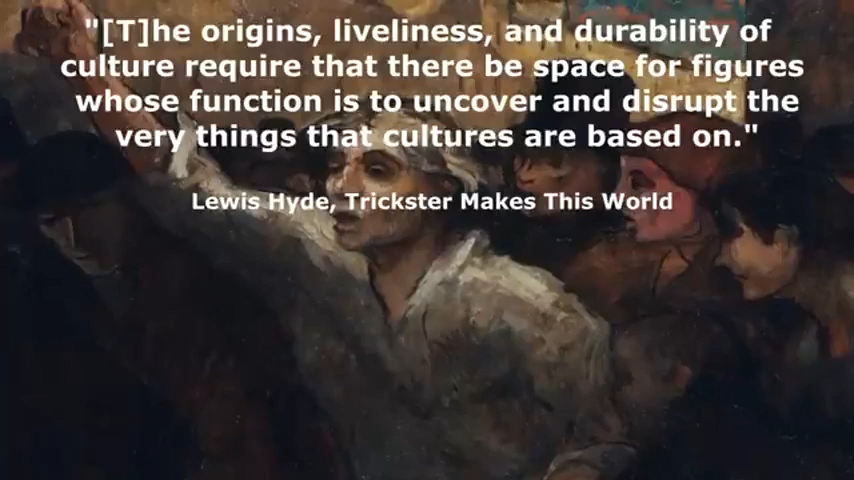 "[T]he origins, liveliness, and durability of
culture require that there be space for figures
whose function is to uncover and disrupt the
very things that cultures are based on."
Lewis Hyde, Trickster Makes This World